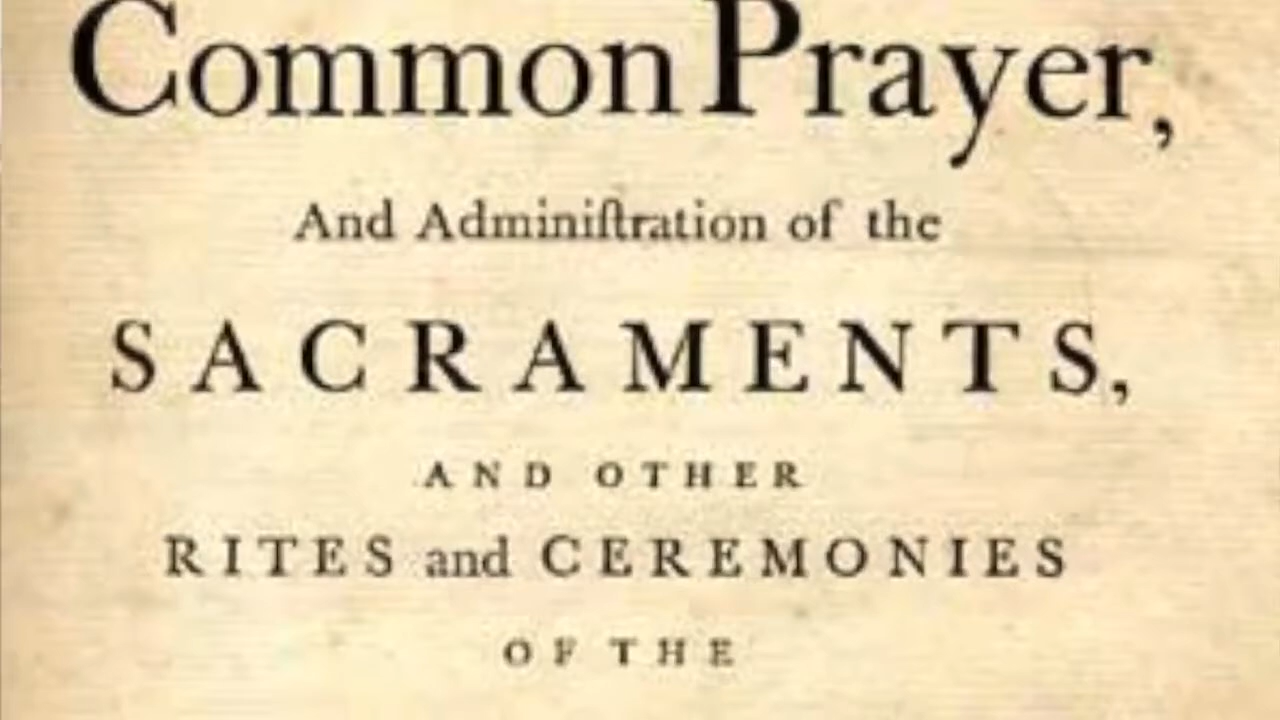 Common Prayer,
And Adminiſtration of the
SACRAMENTS,
AND OTHER
RITES and CEREMONIES
OF THE